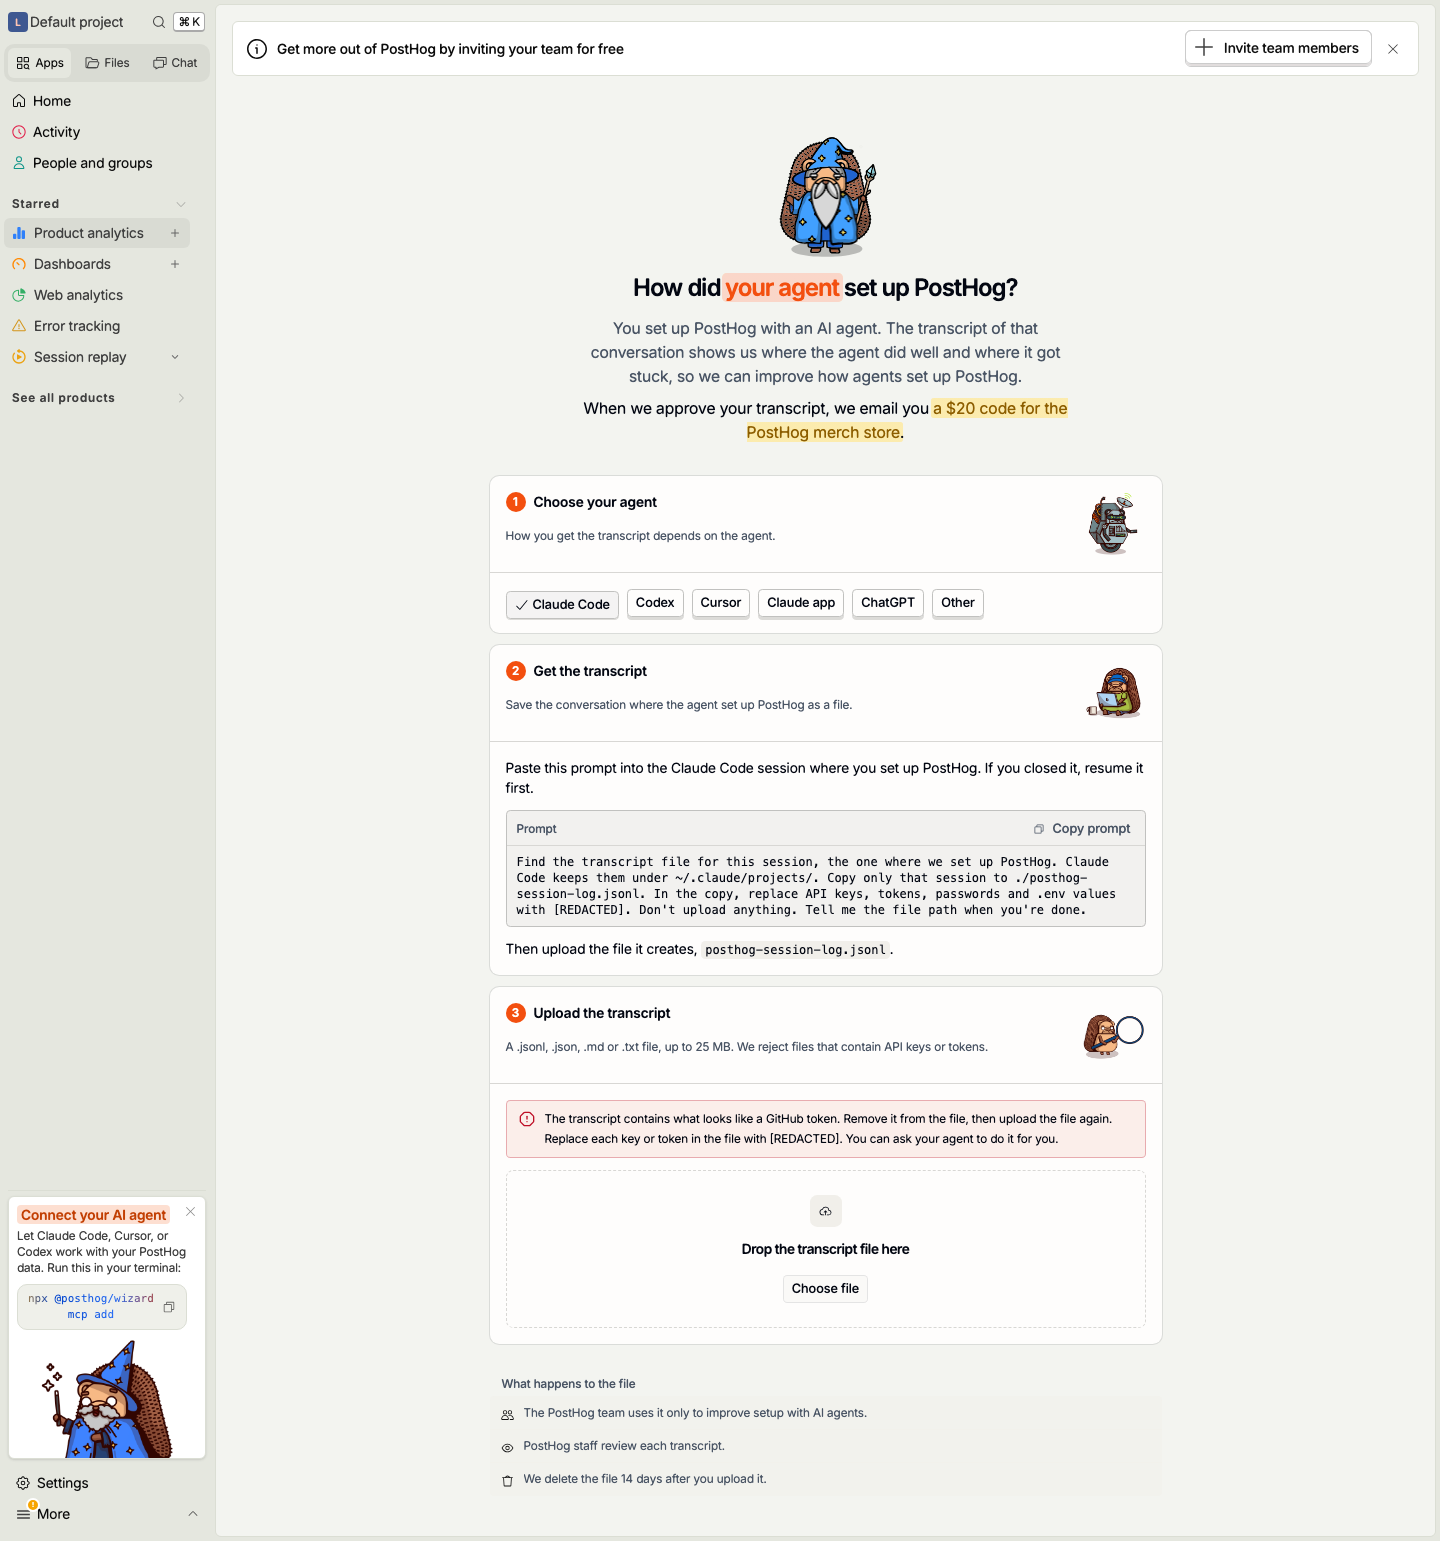 L Default project
⌘ K
Apps
Files
Chat
Home
Activity
People and groups
Starred
Product analytics
Dashboards
Web analytics
Error tracking
Session replay
See all products
Connect your AI agent
Let Claude Code, Cursor, or
Codex work with your PostHog
data. Run this in your terminal:
npx @posthog/wizard
mcp add
Settings
More
Get more out of PostHog by inviting your team for free
Invite team members
How did your agent set up PostHog?
You set up PostHog with an AI agent. The transcript of that
conversation shows us where the agent did well and where it got
stuck, so we can improve how agents set up PostHog.
When we approve your transcript, we email you a $20 code for the
PostHog merch store.
1 Choose your agent
How you get the transcript depends on the agent.
Claude Code
Codex
Cursor
Claude app
ChatGPT
Other
2 Get the transcript
Save the conversation where the agent set up PostHog as a file.
Paste this prompt into the Claude Code session where you set up PostHog. If you closed it, resume it
first.
Prompt
Copy prompt
Find the transcript file for this session, the one where we set up PostHog. Claude
Code keeps them under ~/.claude/projects/. Copy only that session to ./posthog-
session-log.jsonl. In the copy, replace API keys, tokens, passwords and .env values
with [REDACTED]. Don't upload anything. Tell me the file path when you're done.
Then upload the file it creates, posthog-session-log.jsonl.
3 Upload the transcript
A .jsonl, .json, .md or .txt file, up to 25 MB. We reject files that contain API keys or tokens.
The transcript contains what looks like a GitHub token. Remove it from the file, then upload the file again.
Replace each key or token in the file with [REDACTED]. You can ask your agent to do it for you.
Drop the transcript file here
Choose file
What happens to the file
The PostHog team uses it only to improve setup with AI agents.
PostHog staff review each transcript.
We delete the file 14 days after you upload it.